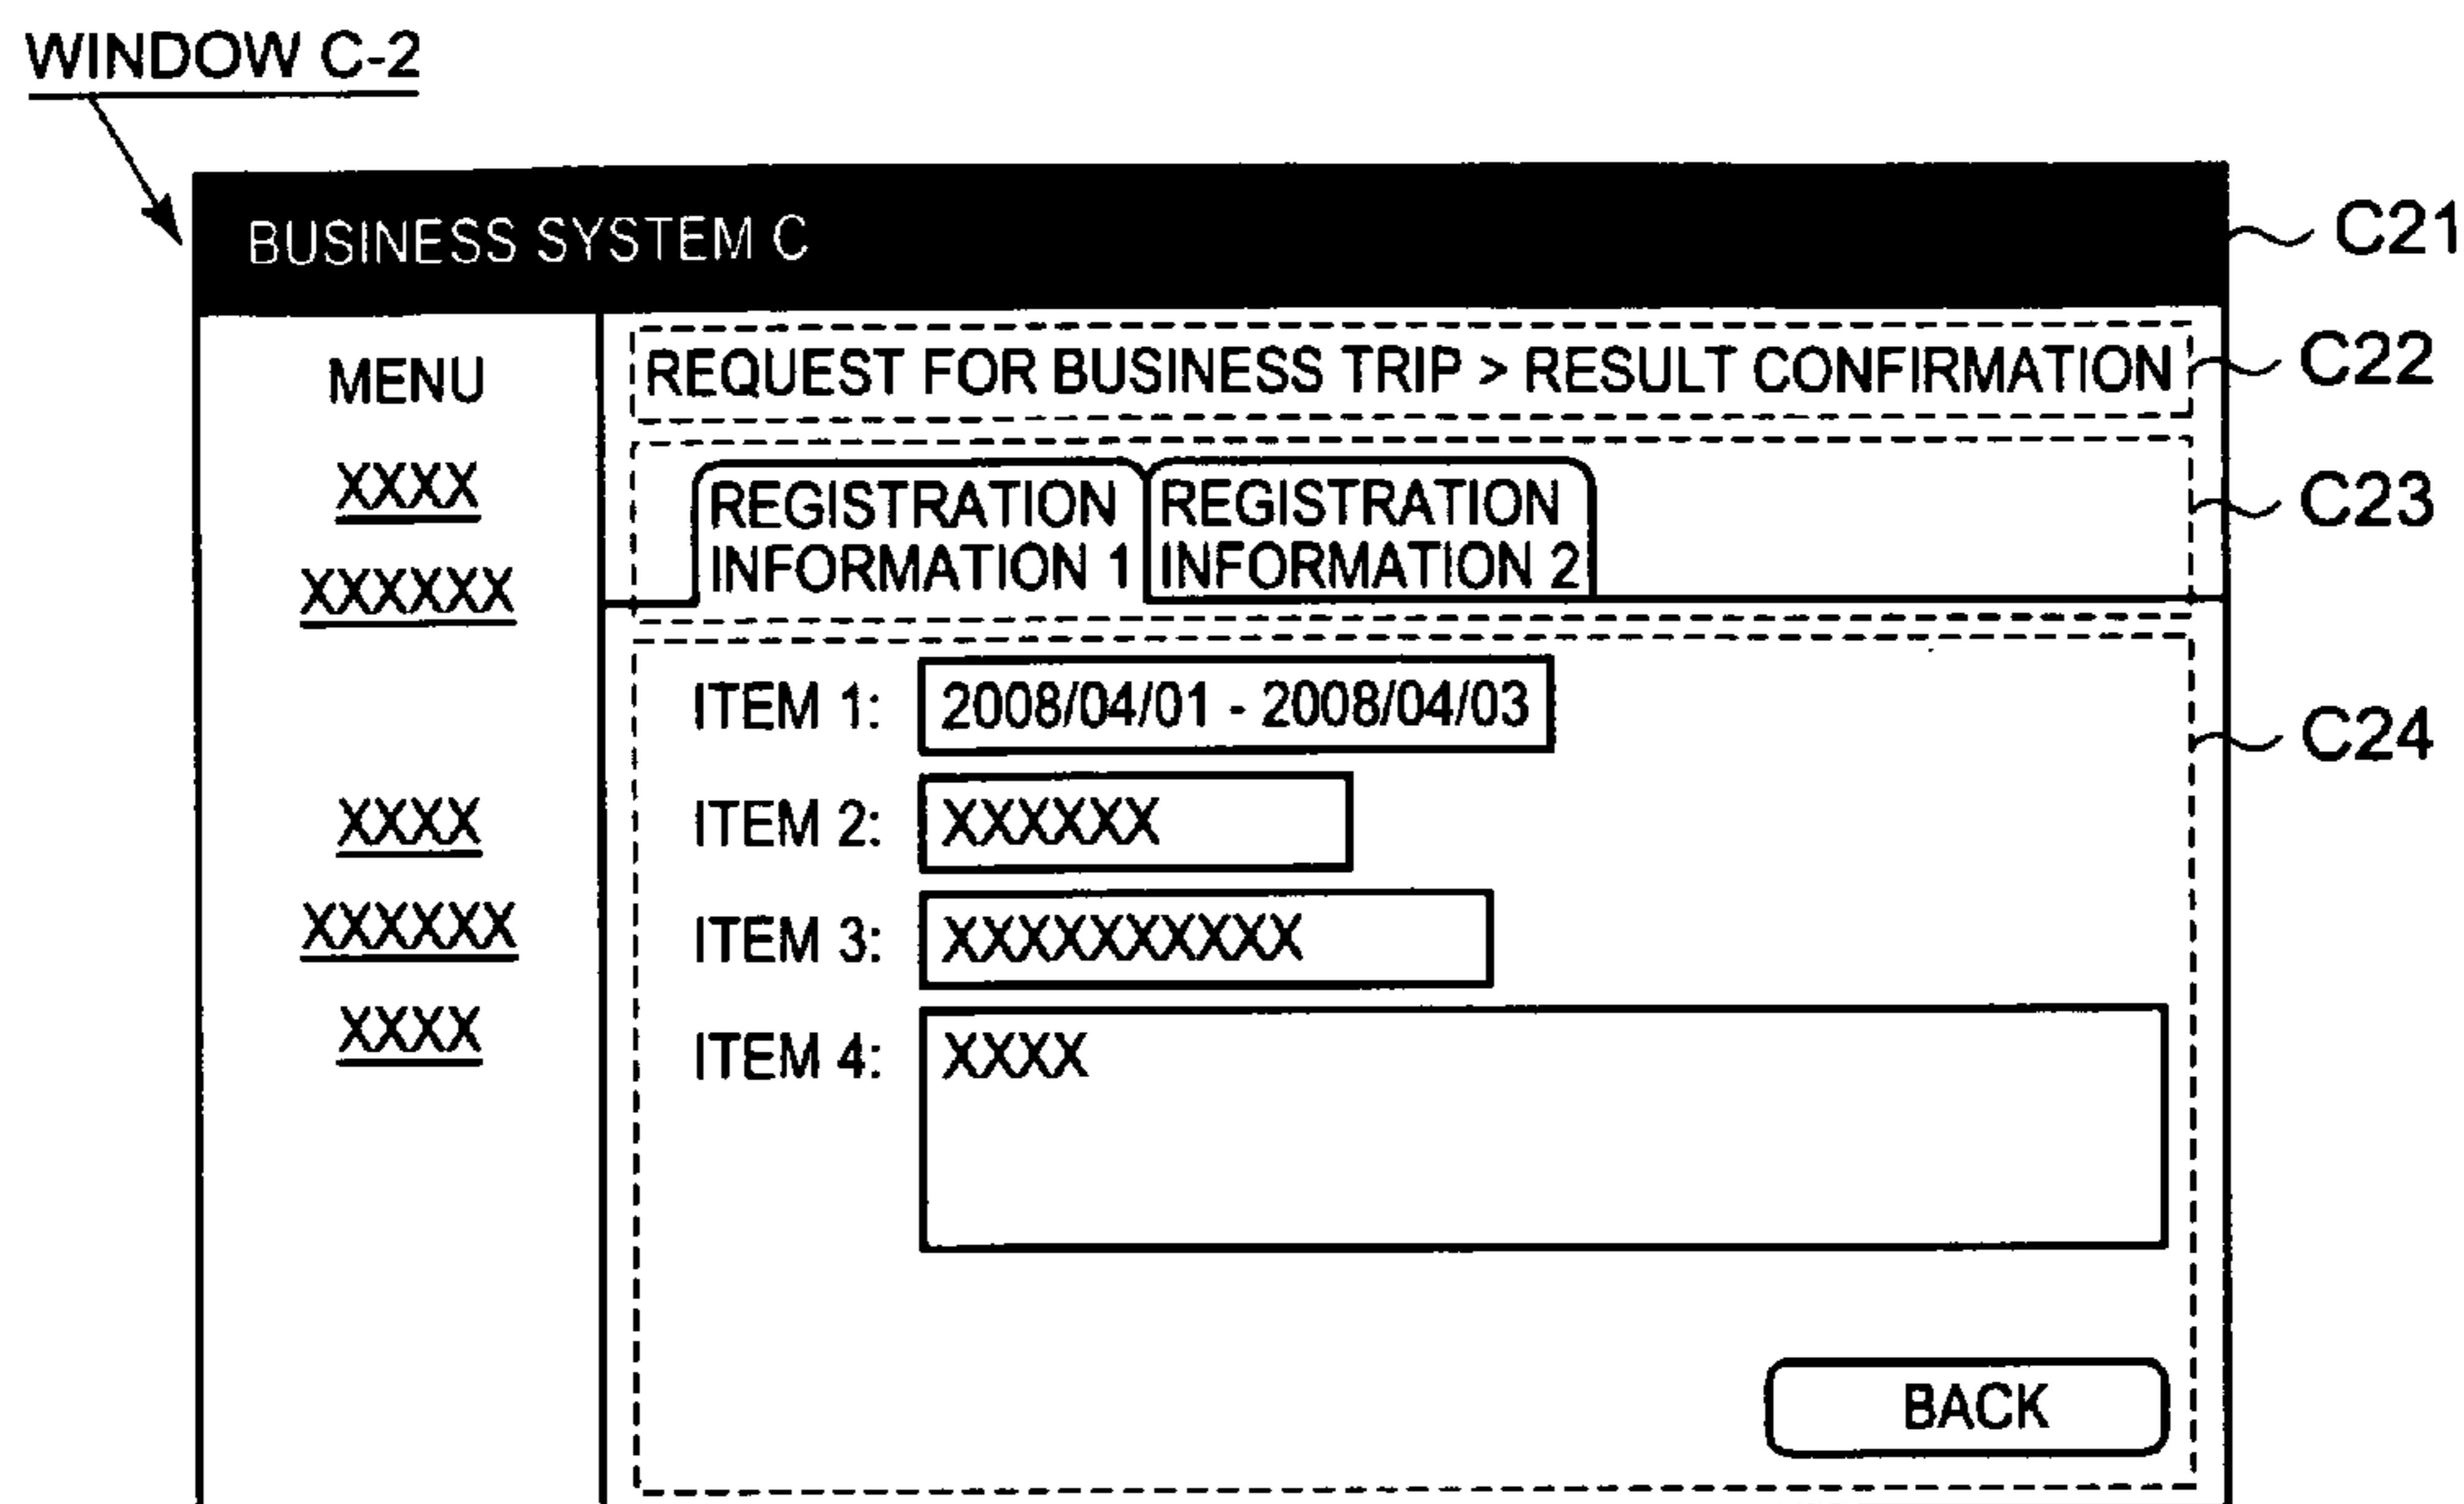 WINDOW C-2
BUSINESS SYSTEM C
C21
MENU
XXXX
XXXXXX
XXXX
XXXXXX
XXXX
REQUEST FOR BUSINESS TRIP > RESULT CONFIRMATION
C22
REGISTRATION
INFORMATION 1
REGISTRATION
INFORMATION 2
C23
ITEM 1: 2008/04/01 - 2008/04/03
C24
ITEM 2: XXXXXX
ITEM 3: XXXXXXXXXX
ITEM 4: XXXX
BACK